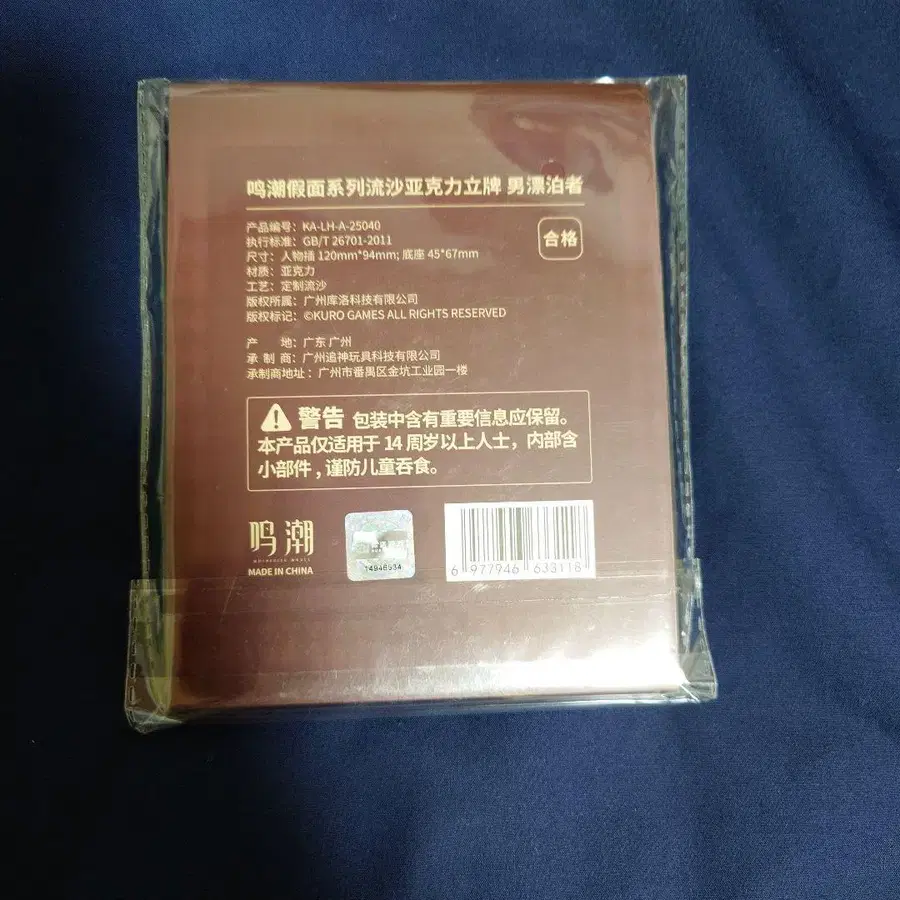 鸣潮假面系列流沙亚克力立牌 男漂泊者
产品编号：KA-LH-A-25040
执行标准：GB/T 26701-2011
合格
尺寸：人物插 120mm*94mm; 底座 45*67mm
材质：亚克力
工艺：定制流沙
版权所属：广州库洛科技有限公司
版权标记：©KURO GAMES ALL RIGHTS RESERVED
产 地：广东 广州
承 制 商：广州追神玩具科技有限公司
承制商地址：广州市番禺区金坑工业园一楼
警告 包装中含有重要信息应保留。
本产品仅适用于 14 周岁以上人士，内部含
小部件，谨防儿童吞食。
鸣潮
WUTHERING WAVES
MADE IN CHINA
14946934
6 977946 633118